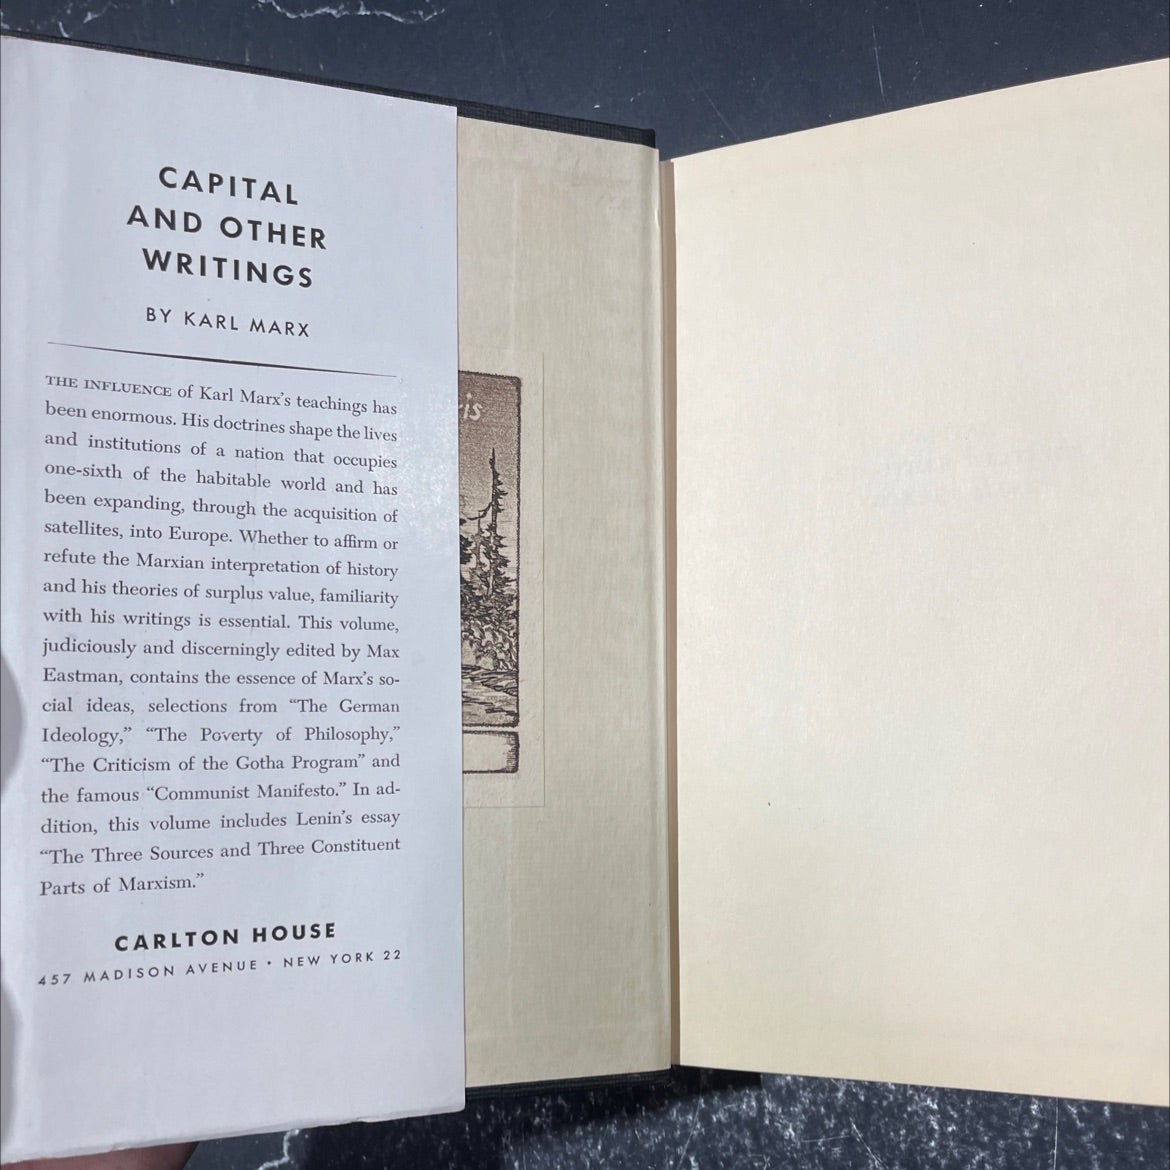 CAPITAL
AND OTHER
WRITINGS
BY KARL MARX
THE INFLUENCE of Karl Marx's teachings has
been enormous. His doctrines shape the lives
and institutions of a nation that occupies
one-sixth of the habitable world and has
been expanding, through the acquisition of
satellites, into Europe. Whether to affirm or
refute the Marxian interpretation of history
and his theories of surplus value, familiarity
with his writings is essential. This volume,
judiciously and discerningly edited by Max
Eastman, contains the essence of Marx's so-
cial ideas, selections from “The German
Ideology,” “The Poverty of Philosophy,”
“The Criticism of the Gotha Program” and
the famous “Communist Manifesto.” In ad-
dition, this volume includes Lenin's essay
“The Three Sources and Three Constituent
Parts of Marxism.”
CARLTON HOUSE
457 MADISON AVENUE • NEW YORK 22
is